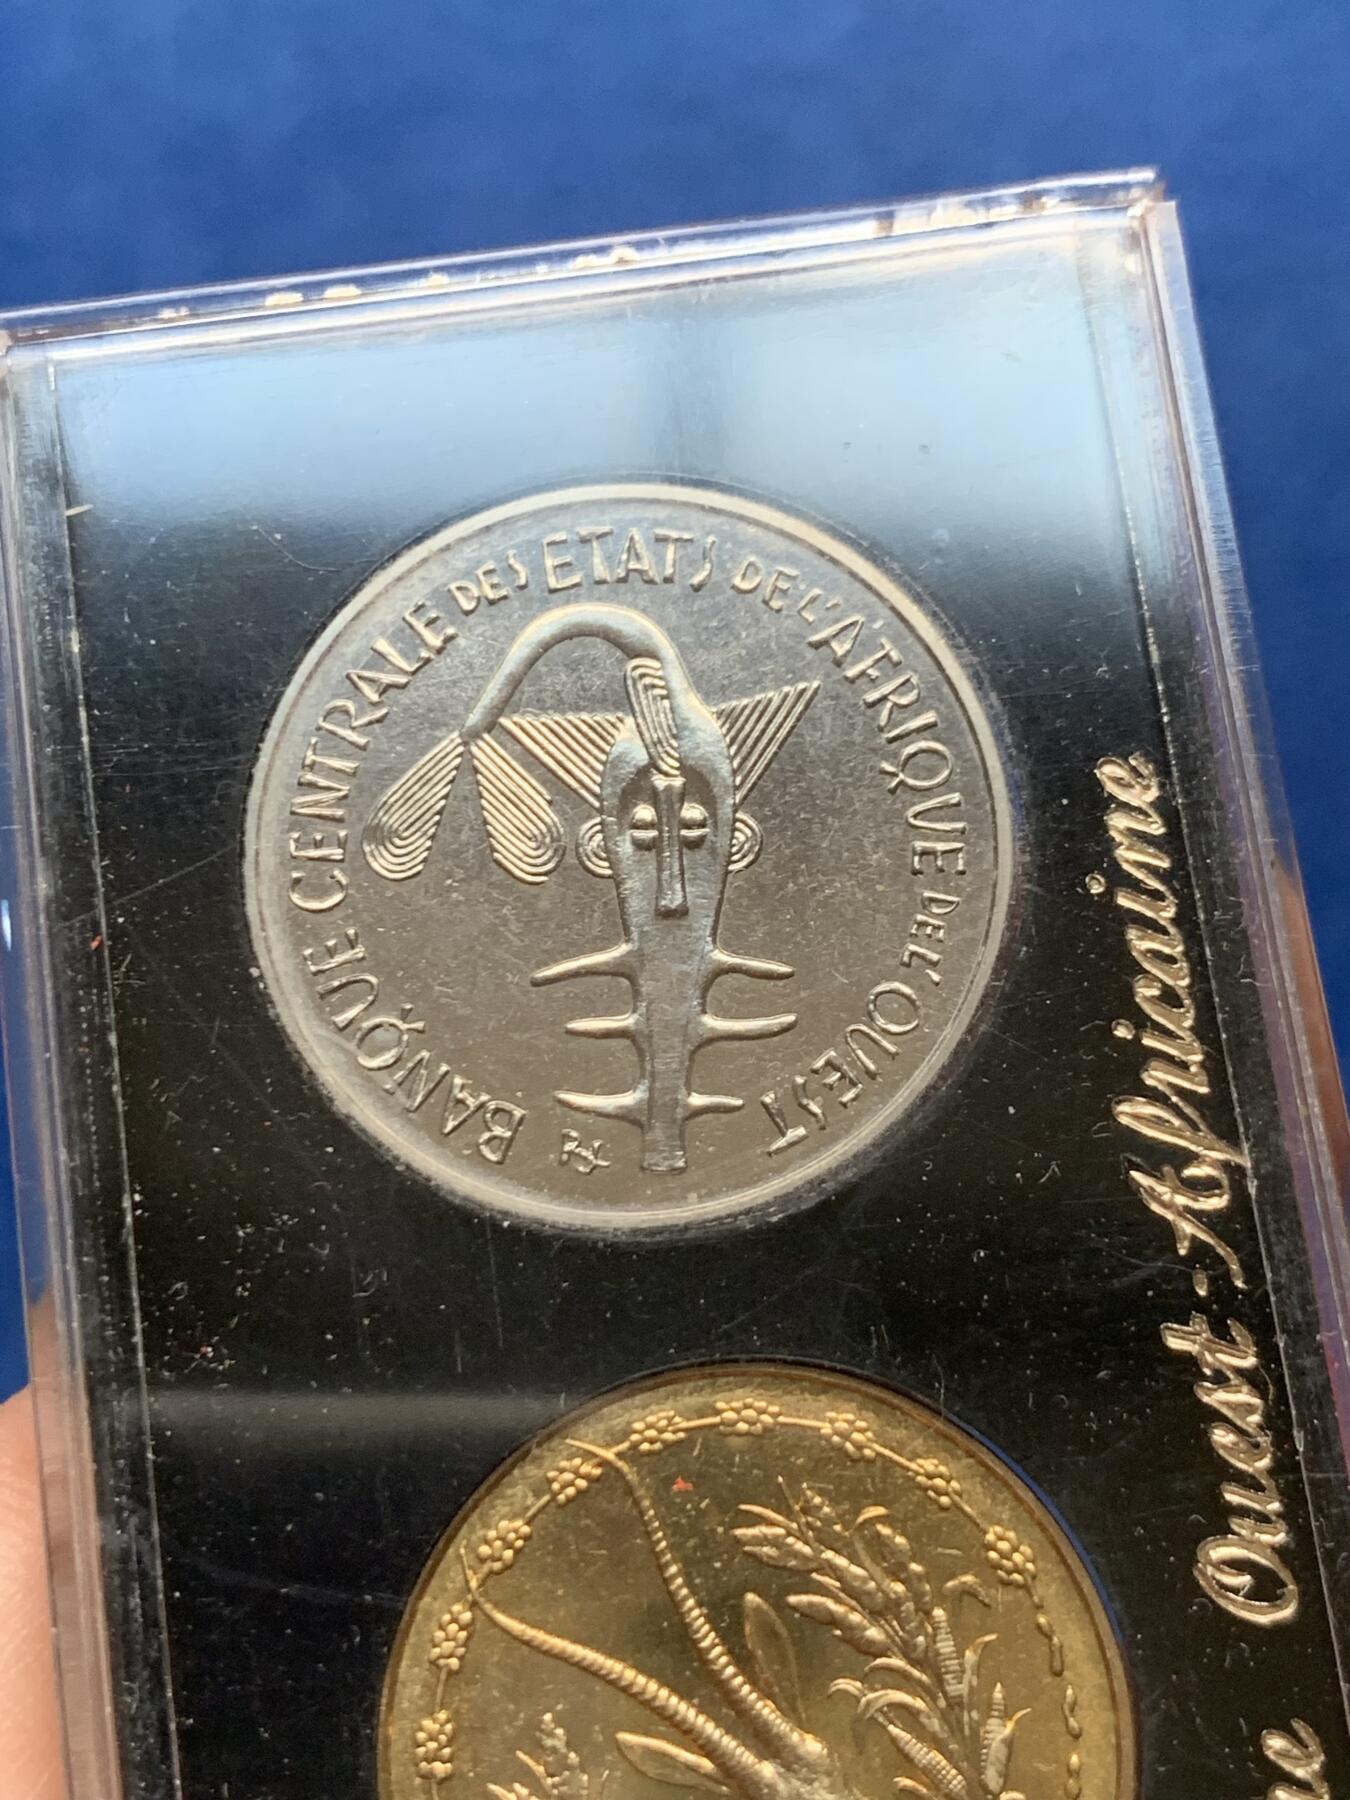 BANQUE CENTRALE DES ETATS DE L'AFRIQUE DE L'OUEST
Ouest-Africaine